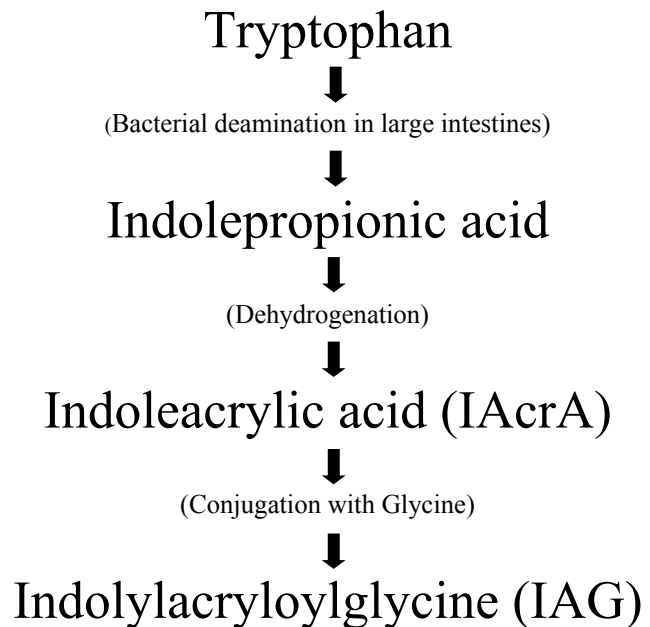 Tryptophan
(Bacterial deamination in large intestines)
Indolepropionic acid
(Dehydrogenation)
Indoleacrylic acid (IAcrA)
(Conjugation with Glycine)
Indolylacryloylglycine (IAG)